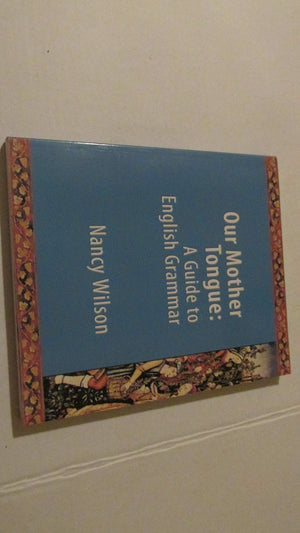 Our Mother
Tongue:
A Guide to
English Grammar
Nancy Wilson